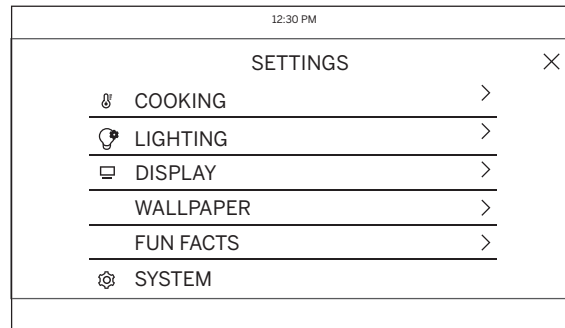 12:30 PM
SETTINGS
COOKING
LIGHTING
DISPLAY
WALLPAPER
FUN FACTS
SYSTEM